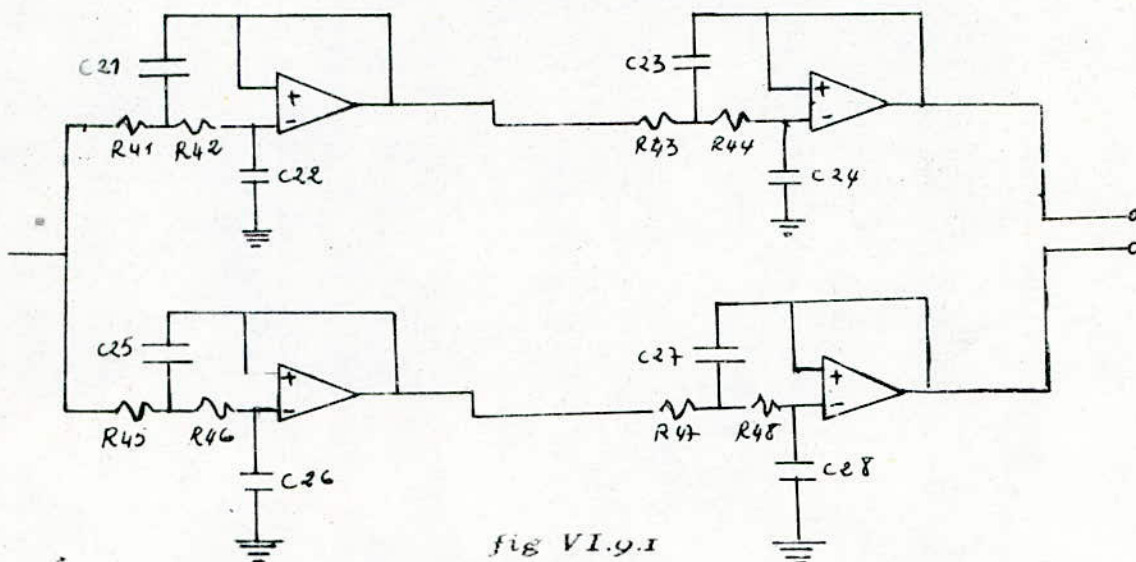 C21
C23
+
-
+
-
R41 R42
R43 R44
C22
C24
C25
C27
+
-
+
-
R45 R46
R47 R48
C26
C28
fig VI.9.I